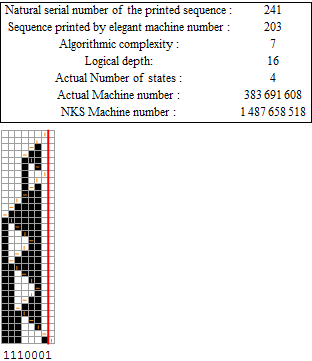 Natural serial number of the printed sequence : 241
Sequence printed by elegant machine number : 203
Algorithmic complexity : 7
Logical depth: 16
Actual Number of states : 4
Actual Machine number : 383 691 608
NKS Machine number : 1 487 658 518
1110001